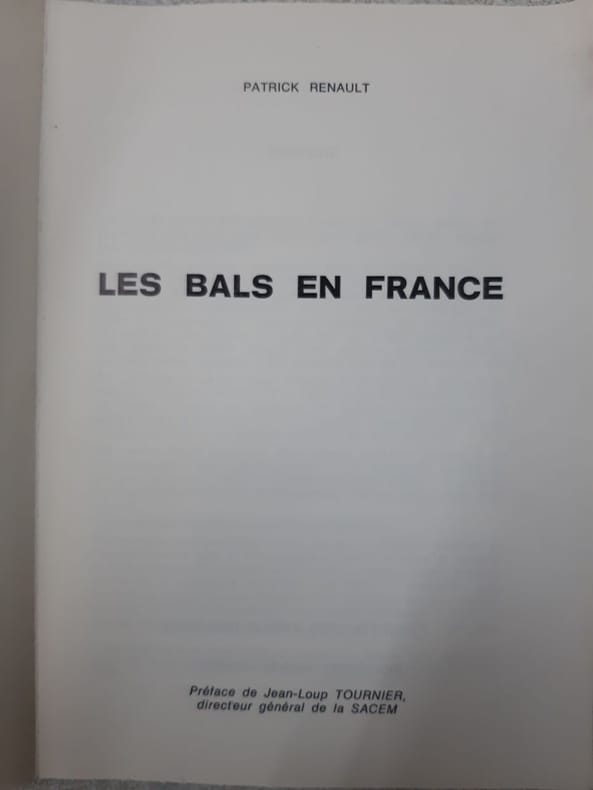 PATRICK RENAULT
LES BALS EN FRANCE
Préface de Jean-Loup TOURNIER,
directeur général de la SACEM